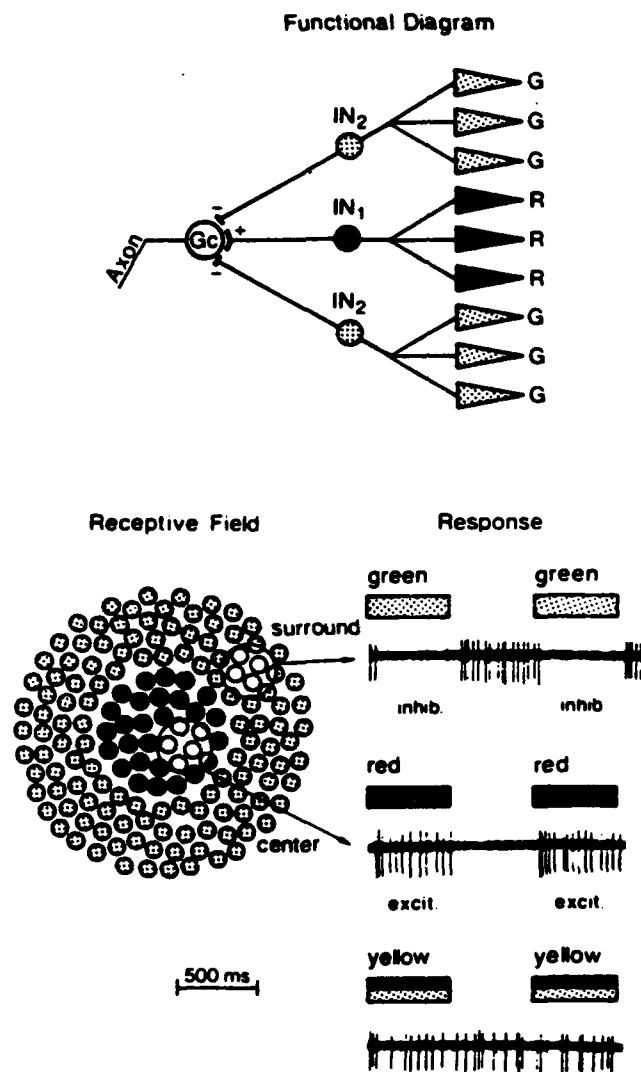 Functional Diagram
G
IN2
G
G
R
IN1
Gc
+
R
Axon
R
IN2
G
G
G
Receptive Field
Response
green green
surround
inhib. inhib
red red
center
excit. excit.
500 ms
yellow yellow